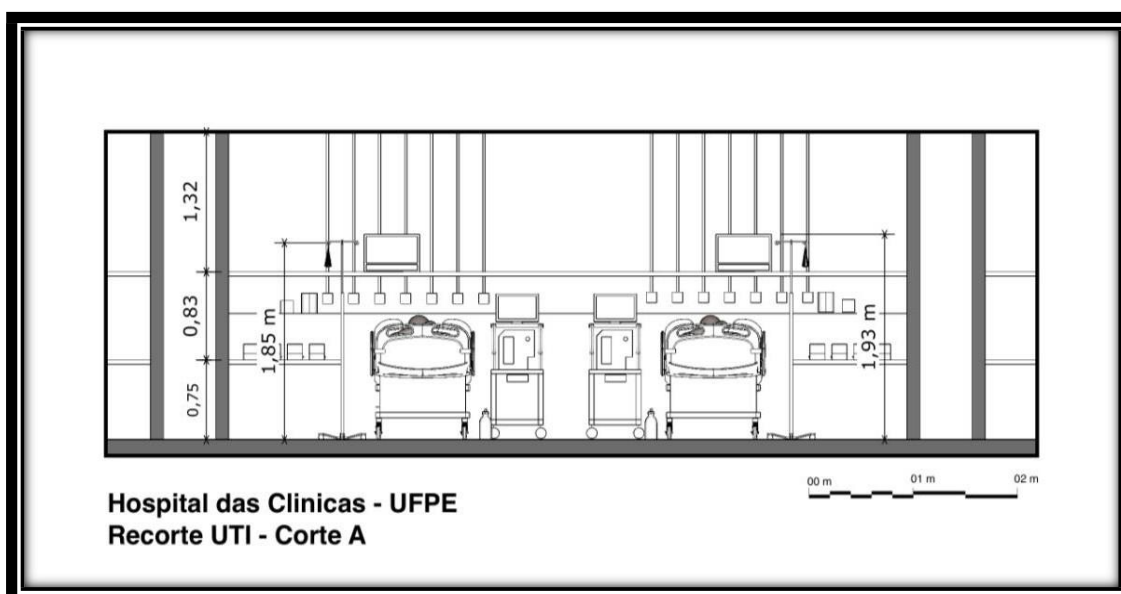 1,32
0,83
0,75
1,85 m
1,93 m
00 m 01 m 02 m
Hospital das Clinicas - UFPE
Recorte UTI - Corte A